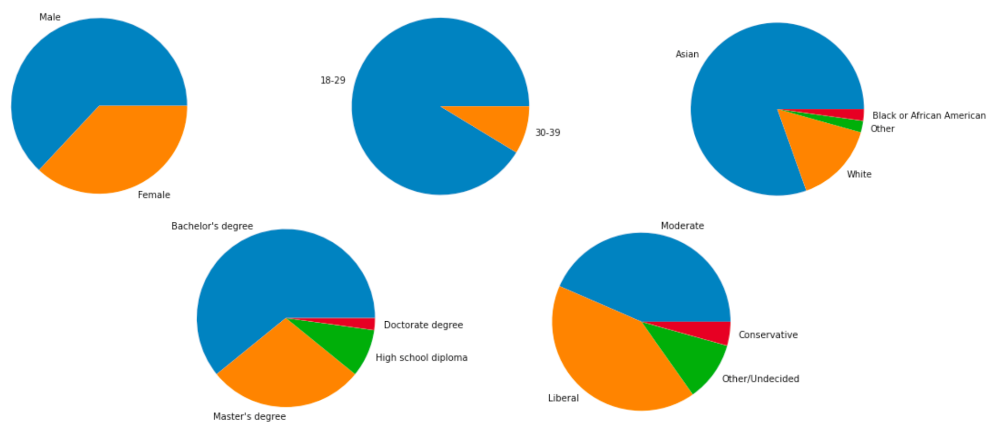 Male
Female
18-29
30-39
Asian
Black or African American
Other
White
Bachelor's degree
Doctorate degree
High school diploma
Master's degree
Moderate
Conservative
Other/Undecided
Liberal